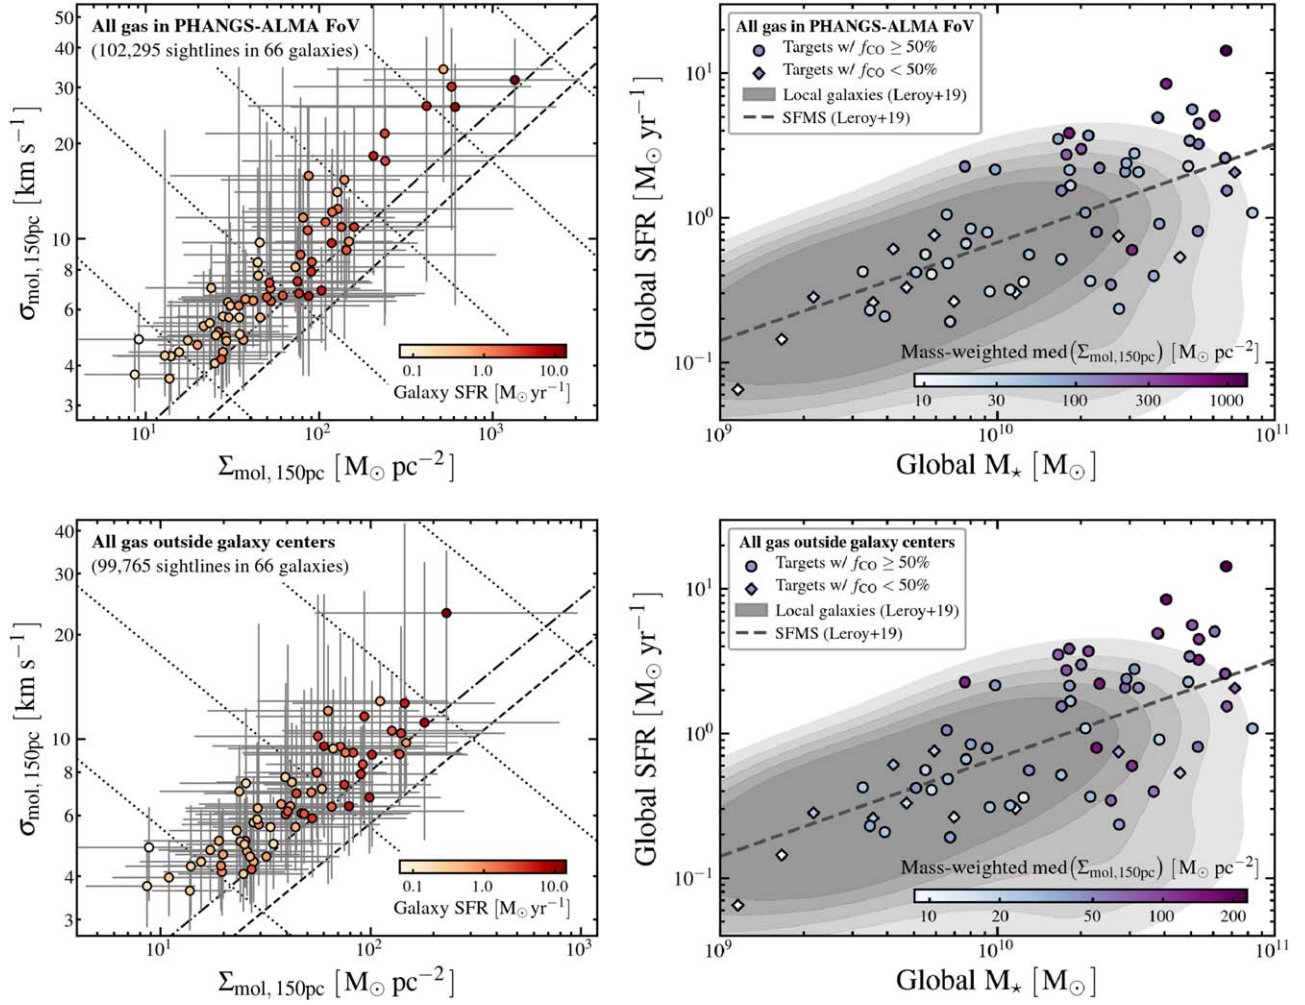 All gas in PHANGS-ALMA FoV
(102,295 sightlines in 66 galaxies)
50
40
30
20
10
8
6
5
4
3
σmol, 150pc [km s⁻¹]
10¹
10²
10³
Σmol, 150pc [M⊙ pc⁻²]
0.1
1.0
10.0
Galaxy SFR [M⊙ yr⁻¹]
All gas in PHANGS-ALMA FoV
Targets w/ fCO ≥ 50%
Targets w/ fCO < 50%
Local galaxies (Leroy+19)
SFMS (Leroy+19)
10¹
10⁰
10⁻¹
Global SFR [M⊙ yr⁻¹]
Mass-weighted med(Σmol,150pc) [M⊙ pc⁻²]
10
30
100
300
1000
10⁹
10¹⁰
10¹¹
Global M⋆ [M⊙]
All gas outside galaxy centers
(99,765 sightlines in 66 galaxies)
40
30
20
10
8
6
5
4
3
σmol, 150pc [km s⁻¹]
0.1
1.0
10.0
Galaxy SFR [M⊙ yr⁻¹]
10¹
10²
10³
Σmol, 150pc [M⊙ pc⁻²]
All gas outside galaxy centers
Targets w/ fCO ≥ 50%
Targets w/ fCO < 50%
Local galaxies (Leroy+19)
SFMS (Leroy+19)
10¹
10⁰
10⁻¹
Global SFR [M⊙ yr⁻¹]
Mass-weighted med(Σmol,150pc) [M⊙ pc⁻²]
10
20
50
100
200
10⁹
10¹⁰
10¹¹
Global M⋆ [M⊙]